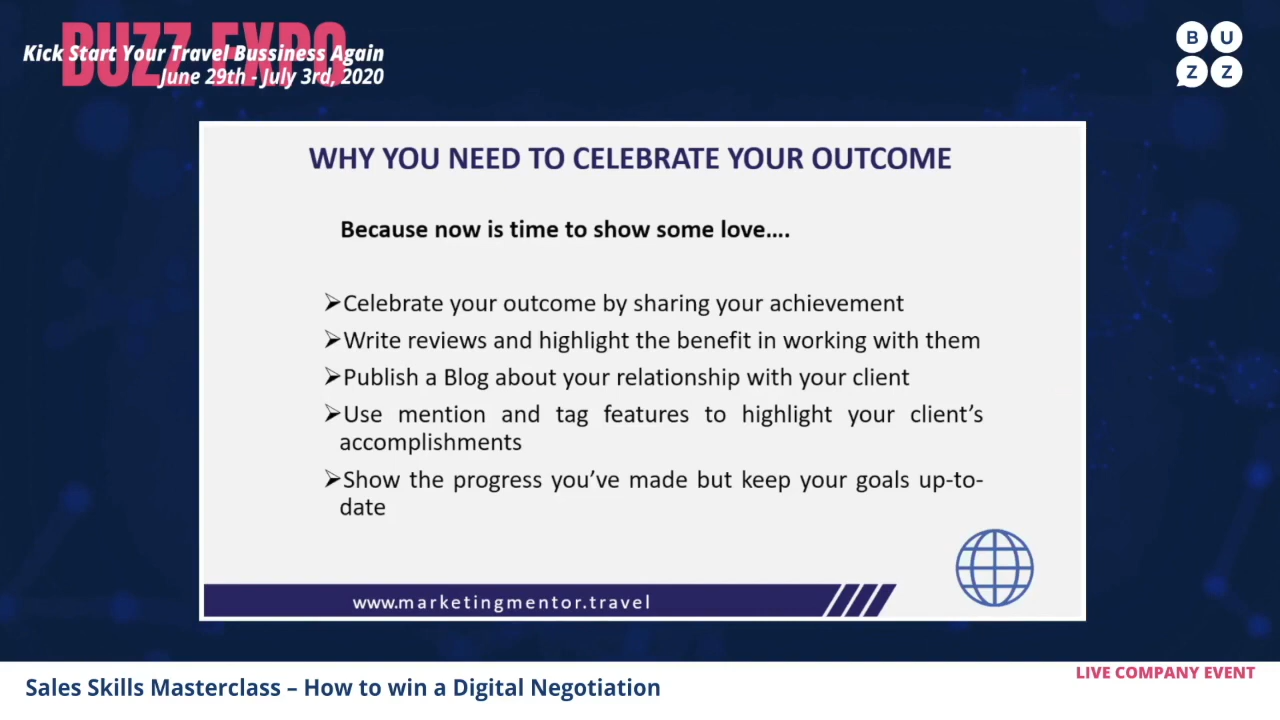 BUZZ EXPO
Kick Start Your Travel Bussiness Again
June 29th - July 3rd, 2020
B U
Z Z
WHY YOU NEED TO CELEBRATE YOUR OUTCOME
Because now is time to show some love....
➢Celebrate your outcome by sharing your achievement
➢Write reviews and highlight the benefit in working with them
➢Publish a Blog about your relationship with your client
➢Use mention and tag features to highlight your client’s
accomplishments
➢Show the progress you’ve made but keep your goals up-to-
date
www.marketingmentor.travel
LIVE COMPANY EVENT
Sales Skills Masterclass – How to win a Digital Negotiation